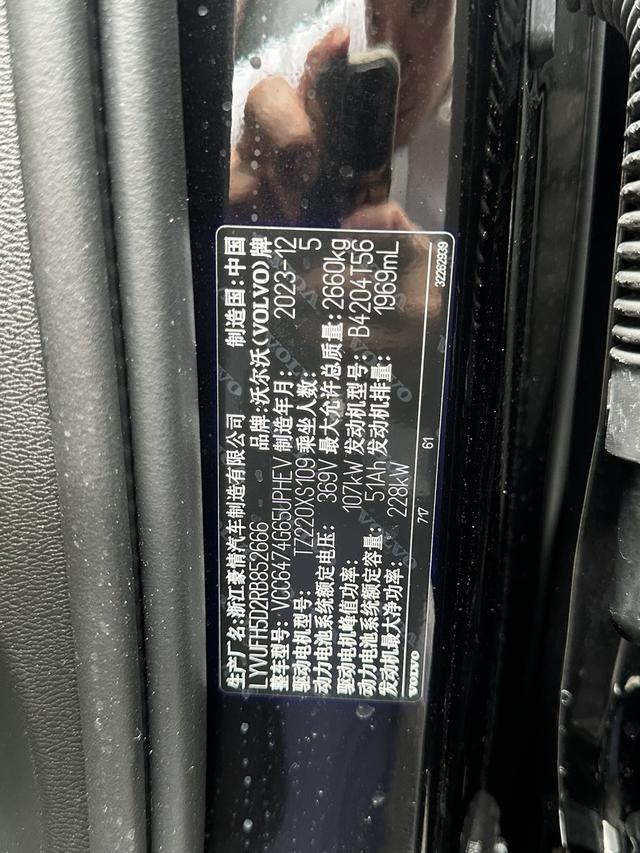 生产厂名:浙江豪情汽车制造有限公司 制造国:中国
LYVUFH5D2RB852666 品牌:沃尔沃(VOLVO)牌
整车型号: VCC6474G65UPHEV 制造年月: 2023-12
驱动电机型号: TZ220XS109 乘坐人数: 5
动力电池系统额定电压: 389V 最大允许总质量: 2660kg
驱动电机峰值功率: 107kW 发动机型号: B4204T56
动力电池系统额定容量: 51Ah 发动机排量: 1969mL
发动机最大净功率: 228kW
VOLVO 717 61 32262939